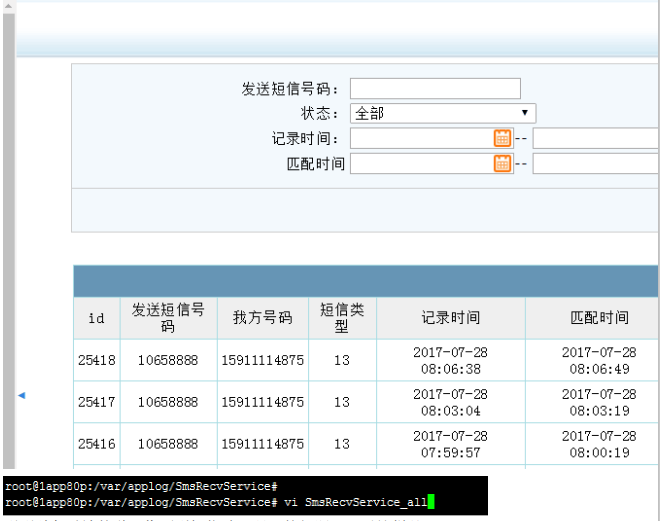 发送短信号码：
状态： 全部
记录时间： --
匹配时间 --
id 发送短信号码 我方号码 短信类型 记录时间 匹配时间
25418 10658888 15911114875 13 2017-07-28 08:06:38 2017-07-28 08:06:49
25417 10658888 15911114875 13 2017-07-28 08:03:04 2017-07-28 08:03:19
25416 10658888 15911114875 13 2017-07-28 07:59:57 2017-07-28 08:00:19
root@1app80p:/var/applog/SmsRecvService#
root@1app80p:/var/applog/SmsRecvService# vi SmsRecvService_all